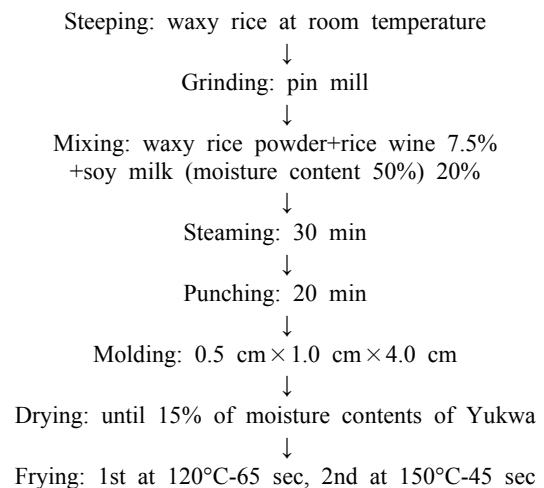 Steeping: waxy rice at room temperature
↓
Grinding: pin mill
↓
Mixing: waxy rice powder+rice wine 7.5%
+soy milk (moisture content 50%) 20%
↓
Steaming: 30 min
↓
Punching: 20 min
↓
Molding: 0.5 cm×1.0 cm×4.0 cm
↓
Drying: until 15% of moisture contents of Yukwa
↓
Frying: 1st at 120°C-65 sec, 2nd at 150°C-45 sec